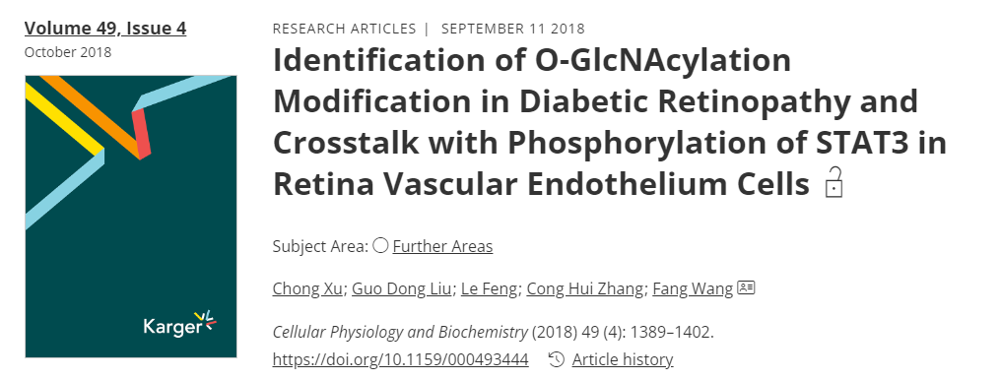 Volume 49, Issue 4
October 2018
Karger
RESEARCH ARTICLES | SEPTEMBER 11 2018
Identification of O-GlcNAcylation
Modification in Diabetic Retinopathy and
Crosstalk with Phosphorylation of STAT3 in
Retina Vascular Endothelium Cells
Subject Area: Further Areas
Chong Xu; Guo Dong Liu; Le Feng; Cong Hui Zhang; Fang Wang
Cellular Physiology and Biochemistry (2018) 49 (4): 1389–1402.
https://doi.org/10.1159/000493444 Article history